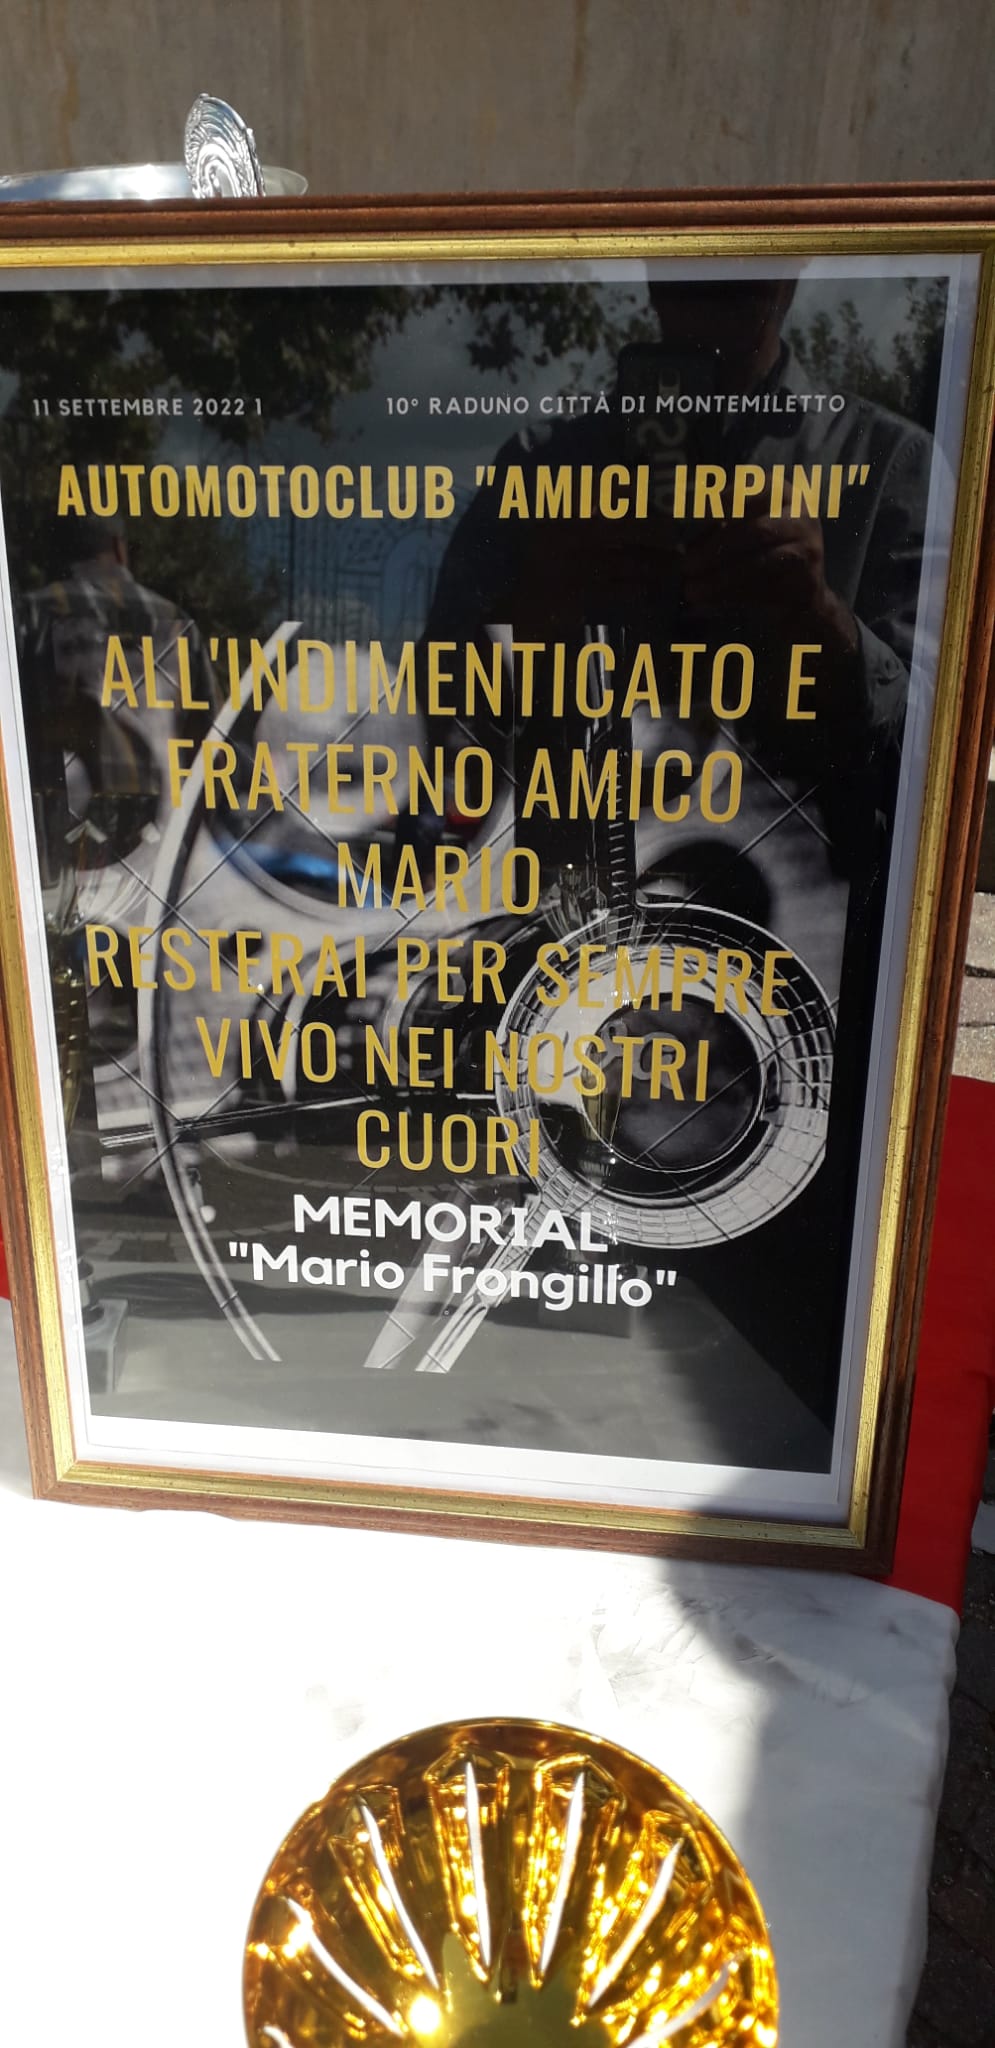 11 SETTEMBRE 2022 1
10° RADUNO CITTÀ DI MONTEMILETTO
AUTOMOTOCLUB "AMICI IRPINI"
ALL'INDIMENTICATO E
FRATERNO AMICO
MARIO
RESTERAI PER SEMPRE
VIVO NEI NOSTRI
CUORI
MEMORIAL
"Mario Frongillo"